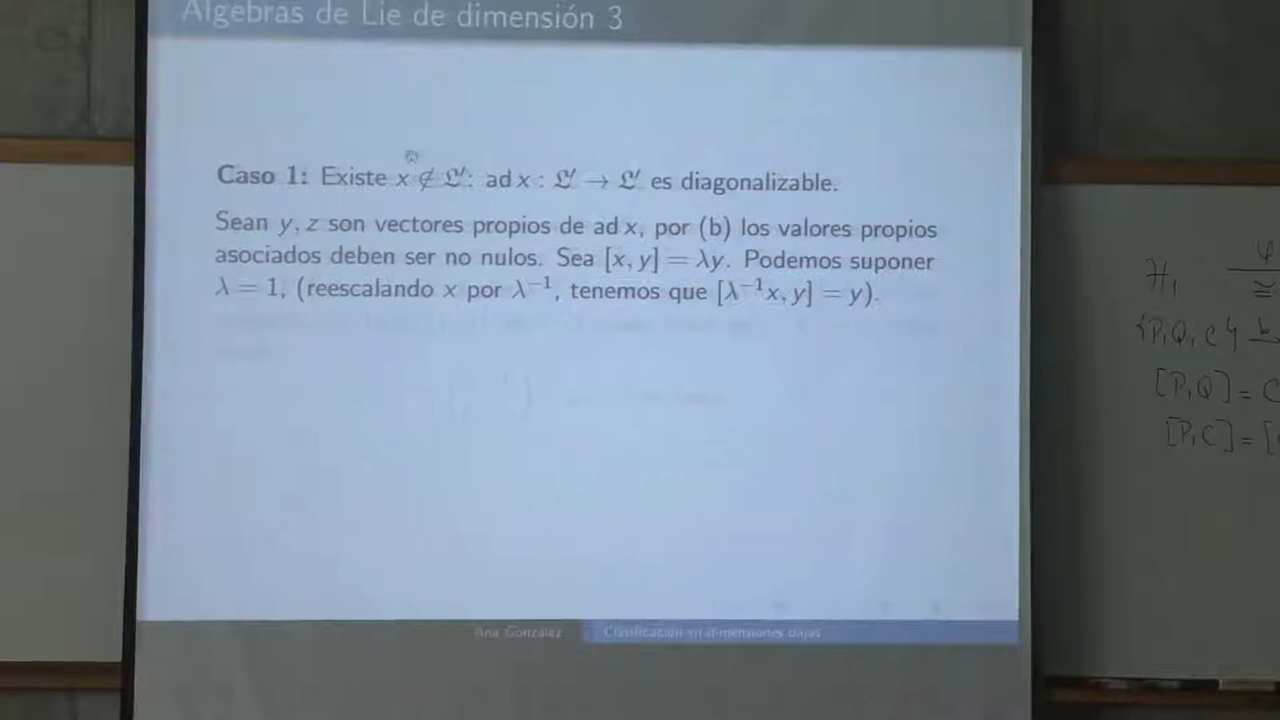 Álgebras de Lie de dimensión 3
Caso 1: Existe x ∉ 𝔏′: ad x : 𝔏′ → 𝔏′ es diagonalizable.
Sean y, z son vectores propios de ad x, por (b) los valores propios
asociados deben ser no nulos. Sea [x, y] = λy. Podemos suponer
λ = 1, (reescalando x por λ⁻¹, tenemos que [λ⁻¹x, y] = y).
Ana González
Clasificación en dimensiones bajas
H₁ φ ≅
{P, Q, C}
[P, Q] = C
[P, C] = [